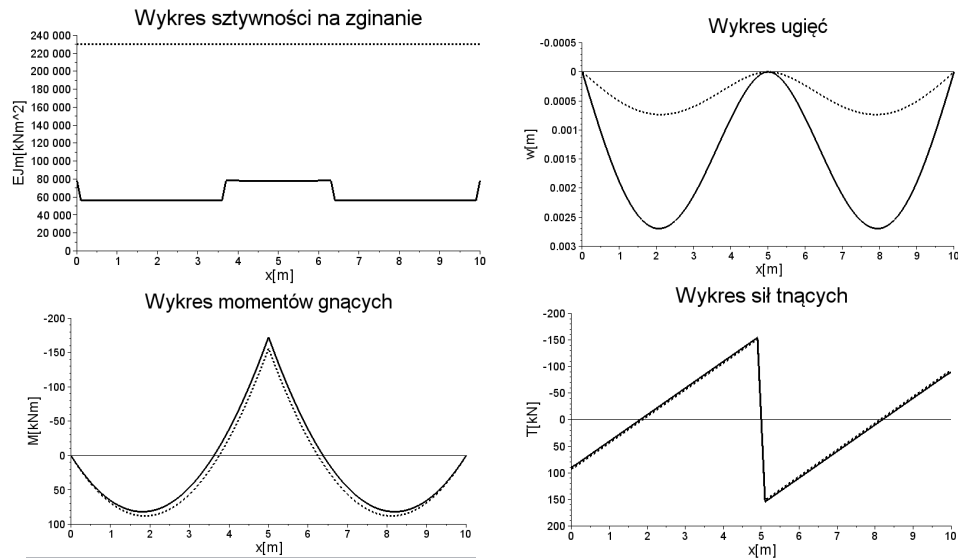 Wykres sztywności na zginanie
EJm[kNm^2]
240 000
220 000
200 000
180 000
160 000
140 000
120 000
100 000
80 000
60 000
40 000
20 000
0
0 1 2 3 4 5 6 7 8 9 10
x[m]
Wykres ugięć
w[m]
-0.0005
0
0.0005
0.001
0.0015
0.002
0.0025
0.003
0 1 2 3 4 5 6 7 8 9 10
x[m]
Wykres momentów gnących
M[kNm]
-200
-150
-100
-50
0
50
100
0 1 2 3 4 5 6 7 8 9 10
x[m]
Wykres sił tnących
T[kN]
-200
-150
-100
-50
0
50
100
150
200
0 1 2 3 4 5 6 7 8 9 10
x[m]